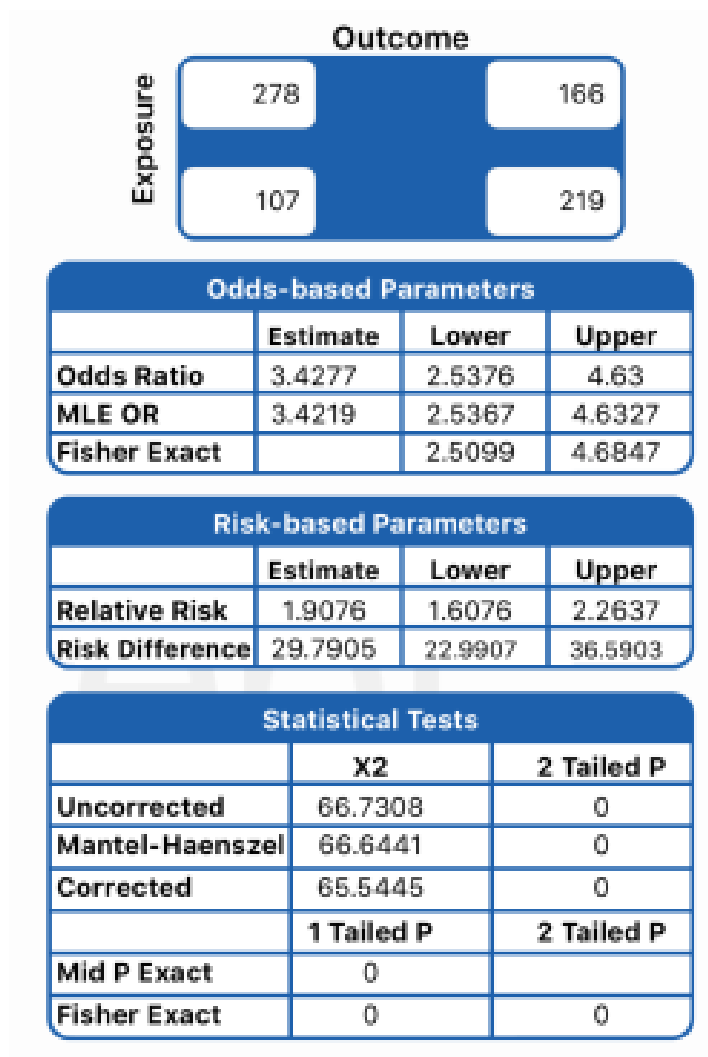 Outcome
Exposure
278 166
107 219
Odds-based Parameters
Estimate Lower Upper
Odds Ratio 3.4277 2.5376 4.63
MLE OR 3.4219 2.5367 4.6327
Fisher Exact 2.5099 4.6847
Risk-based Parameters
Estimate Lower Upper
Relative Risk 1.9076 1.6076 2.2637
Risk Difference 29.7905 22.9907 36.5903
Statistical Tests
X2 2 Tailed P
Uncorrected 66.7308 0
Mantel-Haenszel 66.6441 0
Corrected 65.5445 0
1 Tailed P 2 Tailed P
Mid P Exact 0
Fisher Exact 0 0